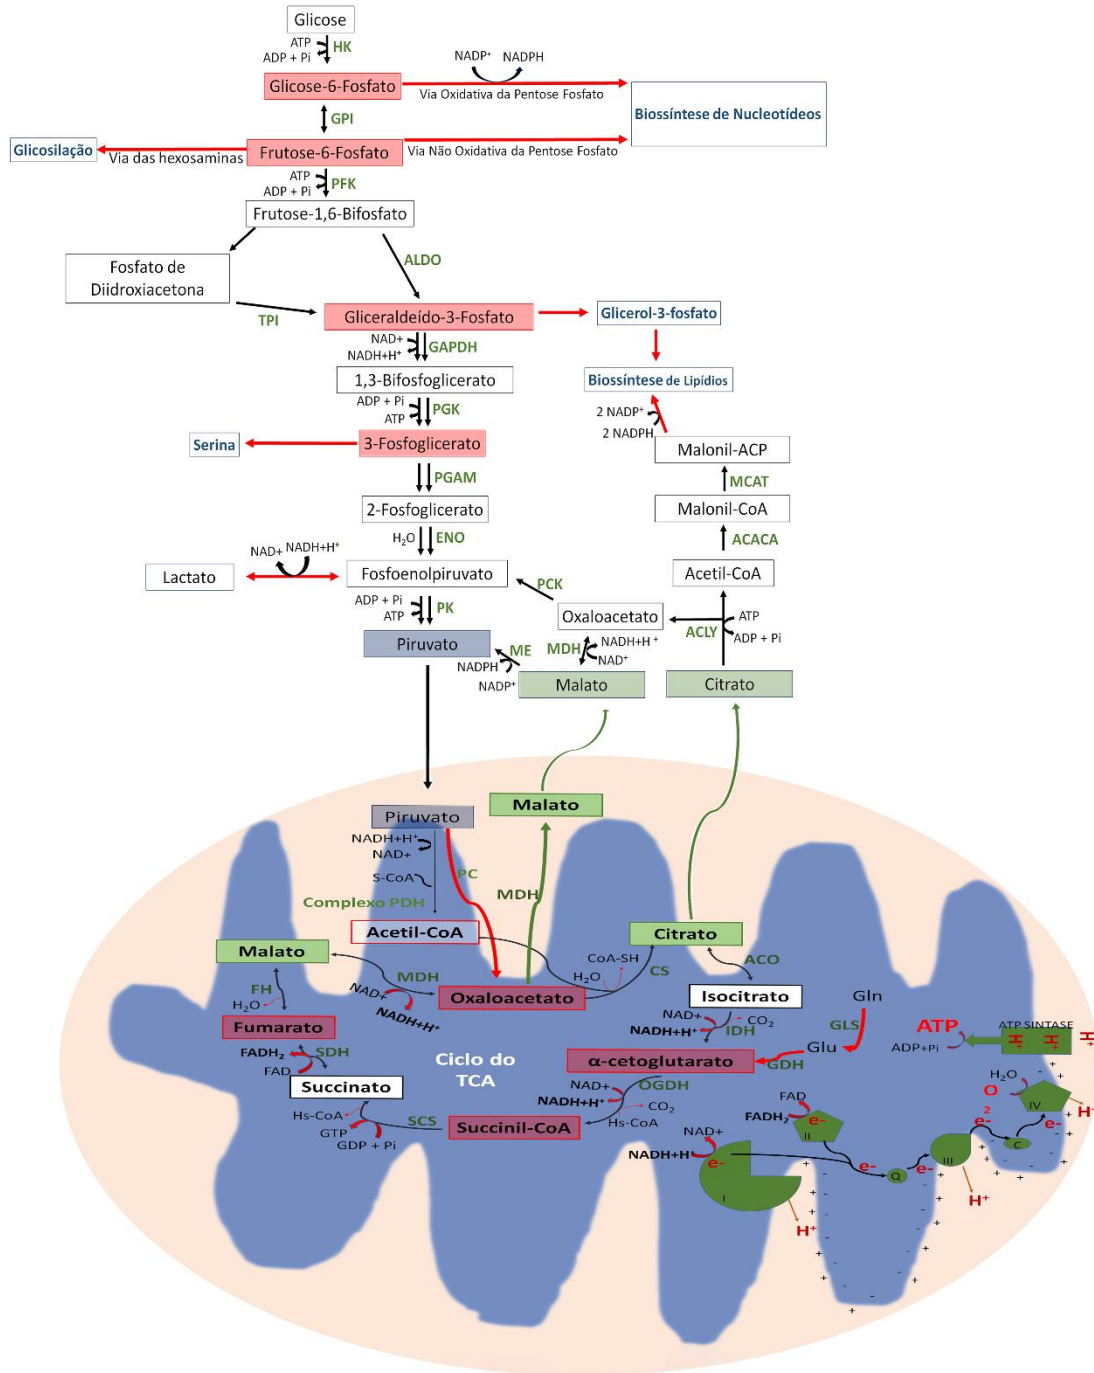 Glicose
ATP
ADP + Pi
HK
NADP⁺ NADPH
Glicose-6-Fosfato
Via Oxidativa da Pentose Fosfato
Biossíntese de Nucleotídeos
GPI
Glicosilação
Via das hexosaminas
Frutose-6-Fosfato
Via Não Oxidativa da Pentose Fosfato
ATP
ADP + Pi
PFK
Frutose-1,6-Bifosfato
Fosfato de
Diidroxiacetona
ALDO
TPI
Gliceraldeído-3-Fosfato
Glicerol-3-fosfato
NAD+
NADH+H⁺
GAPDH
1,3-Bifosfoglicerato
Biossíntese de Lipídios
ADP + Pi
ATP
PGK
2 NADP⁺
2 NADPH
Serina
3-Fosfoglicerato
Malonil-ACP
PGAM
MCAT
2-Fosfoglicerato
Malonil-CoA
H₂O
ENO
ACACA
NAD+ NADH+H⁺
Lactato
Fosfoenolpiruvato
PCK
Acetil-CoA
ADP + Pi
ATP
PK
Oxaloacetato
ACLY
ATP
ADP + Pi
Piruvato
ME
NADPH
NADP⁺
MDH
NADH+H⁺
NAD⁺
Malato
Citrato
Malato
Piruvato
NADH+H⁺
NAD+
S-CoA
PC
MDH
Complexo PDH
Acetil-CoA
Citrato
Malato
CoA-SH
H₂O
CS
ACO
MDH
NAD+
NADH+H⁺
Oxaloacetato
Isocitrato
Gln
FH
H₂O
Fumarato
NAD+
NADH+H⁺
CO₂
IDH
GLS
Glu
ATP
ADP+Pi
ATP SINTASE
H⁺
H⁺
H⁺
FADH₂
FAD
SDH
Ciclo do
TCA
α-cetoglutarato
GDH
Succinato
NAD+
NADH+H⁺
OGDH
CO₂
Hs-CoA
Hs-CoA
GTP
GDP + Pi
SCS
Succinil-CoA
H₂O
O
2
IV
H⁺
FAD
FADH₂
e-
II
e-
C
e-
NAD+
NADH+H⁺
e-
I
e-
Q
e-
III
H⁺
H⁺